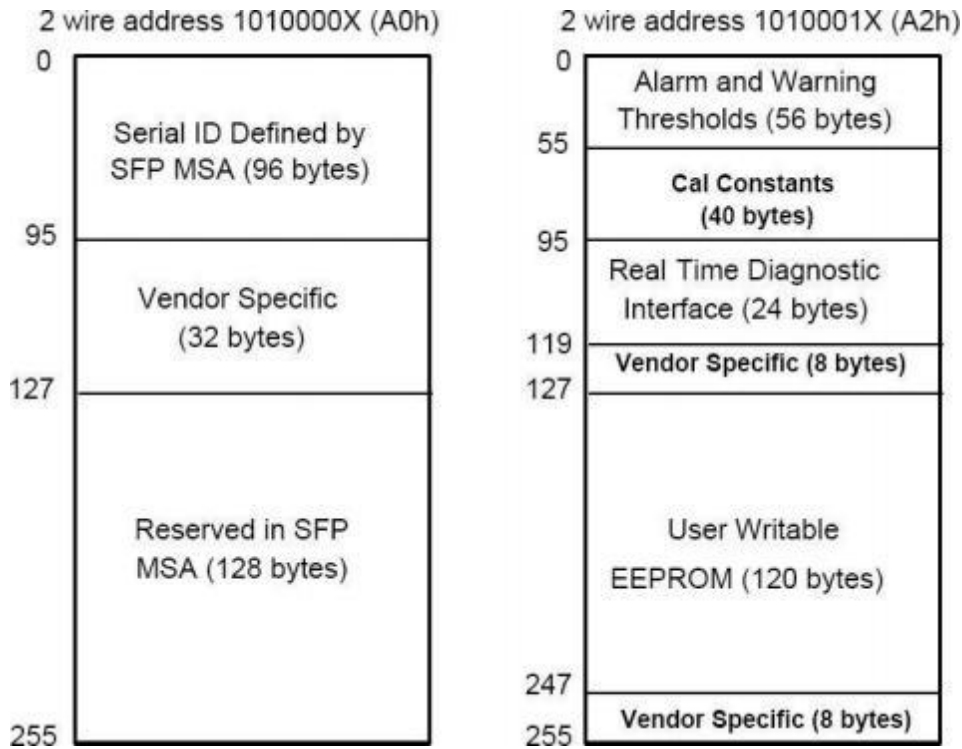 2 wire address 1010000X (A0h)
0
Serial ID Defined by
SFP MSA (96 bytes)
95
Vendor Specific
(32 bytes)
127
Reserved in SFP
MSA (128 bytes)
255
2 wire address 1010001X (A2h)
0
Alarm and Warning
Thresholds (56 bytes)
55
Cal Constants
(40 bytes)
95
Real Time Diagnostic
Interface (24 bytes)
119
Vendor Specific (8 bytes)
127
User Writable
EEPROM (120 bytes)
247
Vendor Specific (8 bytes)
255